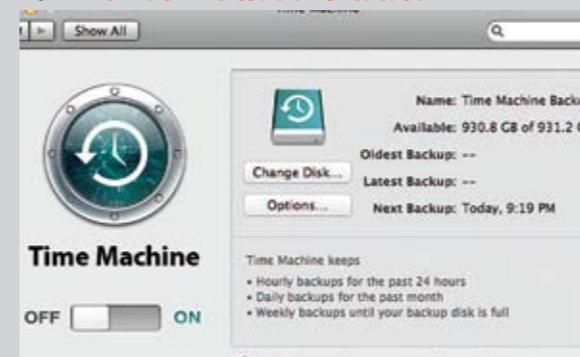 Show All
Name: Time Machine
Available: 930.8 GB of 931.2
Change Disk...
Oldest Backup: --
Latest Backup: --
Options...
Next Backup: Today, 9:19 PM
Time Machine
Time Machine keeps
• Hourly backups for the past 24 hours
• Daily backups for the past month
• Weekly backups until your backup disk is full
OFF
ON